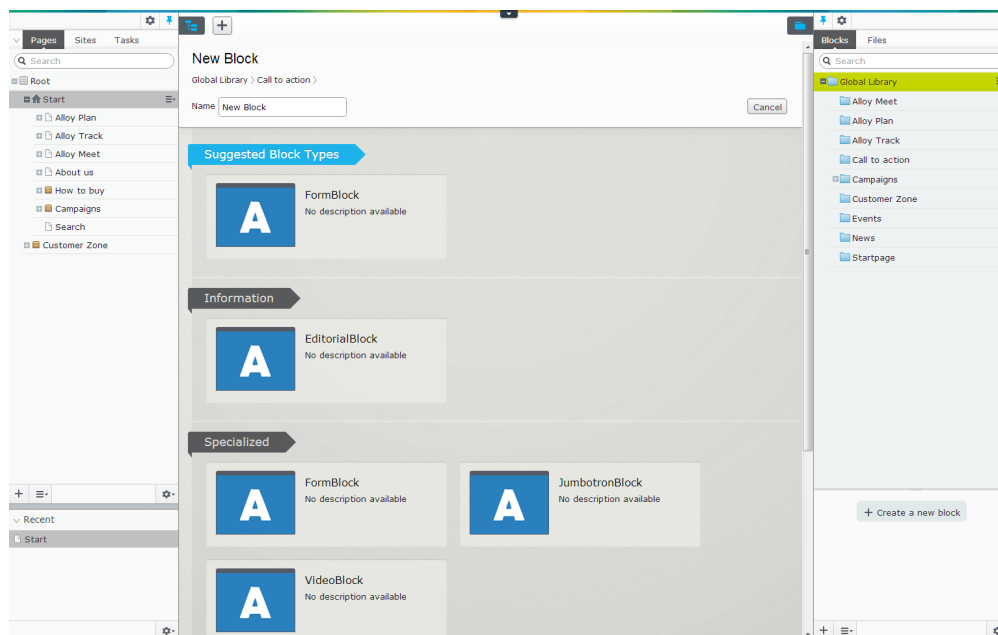 Pages Sites Tasks
Search
Root
Start
Alloy Plan
Alloy Track
Alloy Meet
About us
How to buy
Campaigns
Search
Customer Zone
Recent
Start
New Block
Global Library > Call to action >
Name New Block
Cancel
Suggested Block Types
A
FormBlock
No description available
Information
A
EditorialBlock
No description available
Specialized
A
FormBlock
No description available
A
JumbotronBlock
No description available
A
VideoBlock
No description available
Blocks Files
Search
Global Library
Alloy Meet
Alloy Plan
Alloy Track
Call to action
Campaigns
Customer Zone
Events
News
Startpage
+ Create a new block